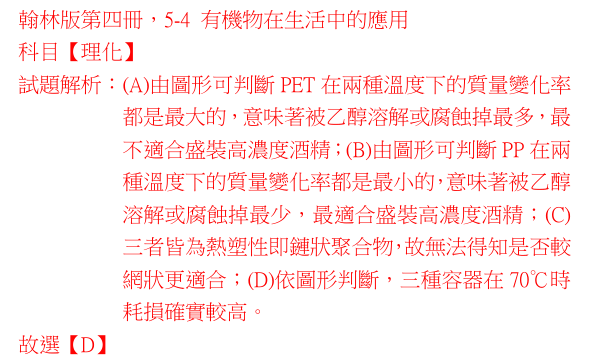 翰林版第四冊，5-4 有機物在生活中的應用
科目【理化】
試題解析：(A)由圖形可判斷 PET 在兩種溫度下的質量變化率
都是最大的，意味著被乙醇溶解或腐蝕掉最多，最
不適合盛裝高濃度酒精；(B)由圖形可判斷 PP 在兩
種溫度下的質量變化率都是最小的，意味著被乙醇
溶解或腐蝕掉最少，最適合盛裝高濃度酒精；(C)
三者皆為熱塑性即鏈狀聚合物，故無法得知是否較
網狀更適合；(D)依圖形判斷，三種容器在 70℃時
耗損確實較高。
故選【D】